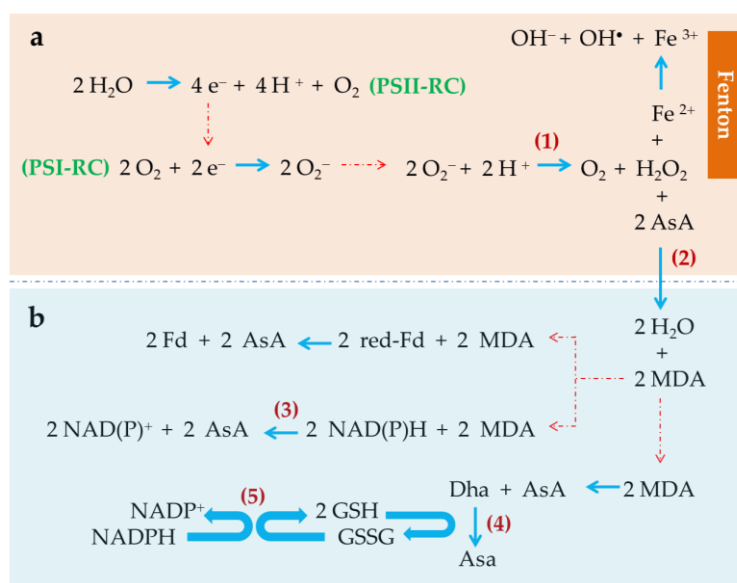 a
OH⁻ + OH• + Fe³⁺
Fenton
2 H₂O 4 e⁻ + 4 H⁺ + O₂ (PSII-RC)
Fe²⁺
+
(1)
(PSI-RC) 2 O₂ + 2 e⁻ 2 O₂⁻ 2 O₂⁻ + 2 H⁺ O₂ + H₂O₂
+
2 AsA
(2)
b
2 H₂O
2 Fd + 2 AsA 2 red-Fd + 2 MDA
+
2 MDA
(3)
2 NAD(P)⁺ + 2 AsA 2 NAD(P)H + 2 MDA
Dha + AsA 2 MDA
(5)
NADP⁺ 2 GSH
(4)
NADPH GSSG
Asa